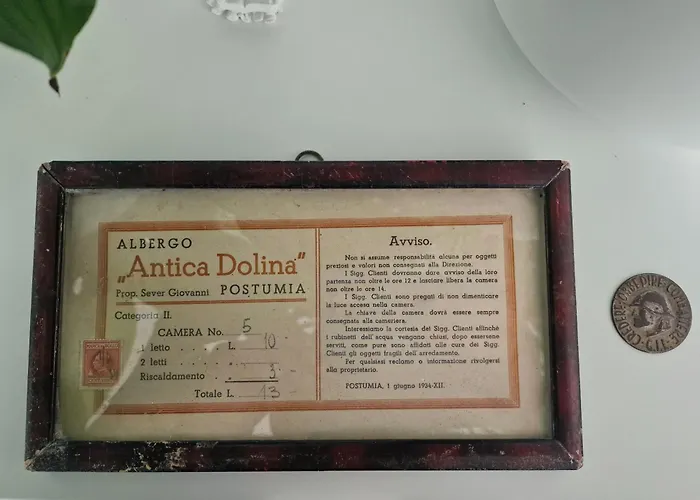 ALBERGO
„Antica Dolina“
Prop. Sever Giovanni POSTUMIA
Categoria II.
CAMERA No. 5
1 letto . . L. 10
2 letti . . .
Riscaldamento . 3
Totale L. 13
Avviso.
Non si assume responsabilità alcuna per oggetti
preziosi e valori non consegnati alla Direzione.
I Sigg. Clienti dovranno dare avviso della loro
partenza non oltre le ore 12 e lasciare libera la camera
non oltre le ore 14.
I Sigg. Clienti sono pregati di non dimenticare
la luce accesa nella camera.
La chiave della camera dovrà essere sempre
consegnata alla cameriera.
Interessiamo la cortesia dei Sigg. Clienti affinchè
i rubinetti dell'acqua vengano chiusi, dopo essersene
serviti, come pure sono affidati alle cure dei Sigg.
Clienti gli oggetti fragili dell'arredamento.
Per qualsiasi reclamo o informazione rivolgersi
alla proprietario.
POSTUMIA, 1 giugno 1934-XII.
CREDERE OBBEDIRE COMBATTERE